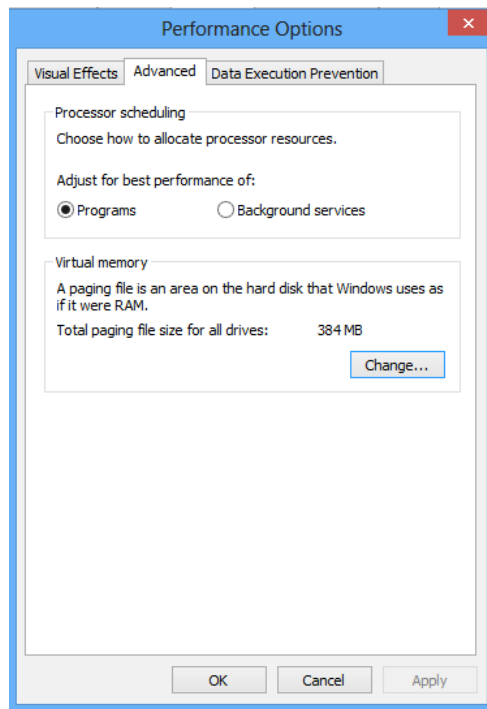 Performance Options
Visual Effects Advanced Data Execution Prevention
Processor scheduling
Choose how to allocate processor resources.
Adjust for best performance of:
Programs Background services
Virtual memory
A paging file is an area on the hard disk that Windows uses as
if it were RAM.
Total paging file size for all drives: 384 MB
Change...
OK Cancel Apply